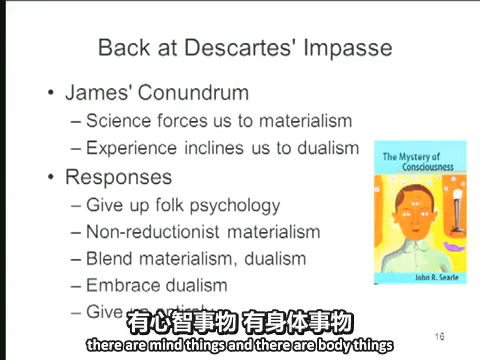 Back at Descartes' Impasse
• James' Conundrum
– Science forces us to materialism
– Experience inclines us to dualism
• Responses
– Give up folk psychology
– Non-reductionist materialism
– Blend materialism, dualism
– Embrace dualism
– Give up
The Mystery of
Consciousness
John R. Searle
有心智事物 有身体事物
there are mind things and there are body things
16